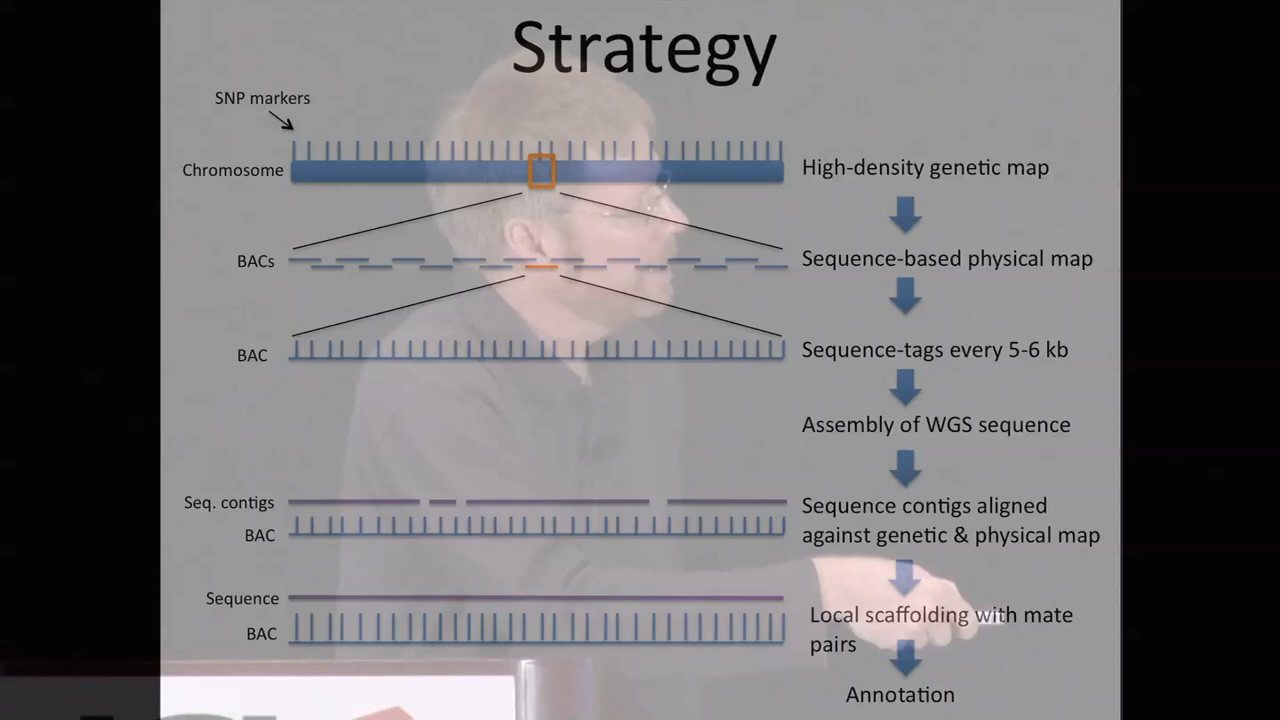 Strategy
SNP markers
Chromosome
High-density genetic map
BACs
Sequence-based physical map
BAC
Sequence-tags every 5-6 kb
Assembly of WGS sequence
Seq. contigs
BAC
Sequence contigs aligned
against genetic & physical map
Sequence
BAC
Local scaffolding with mate
pairs
Annotation